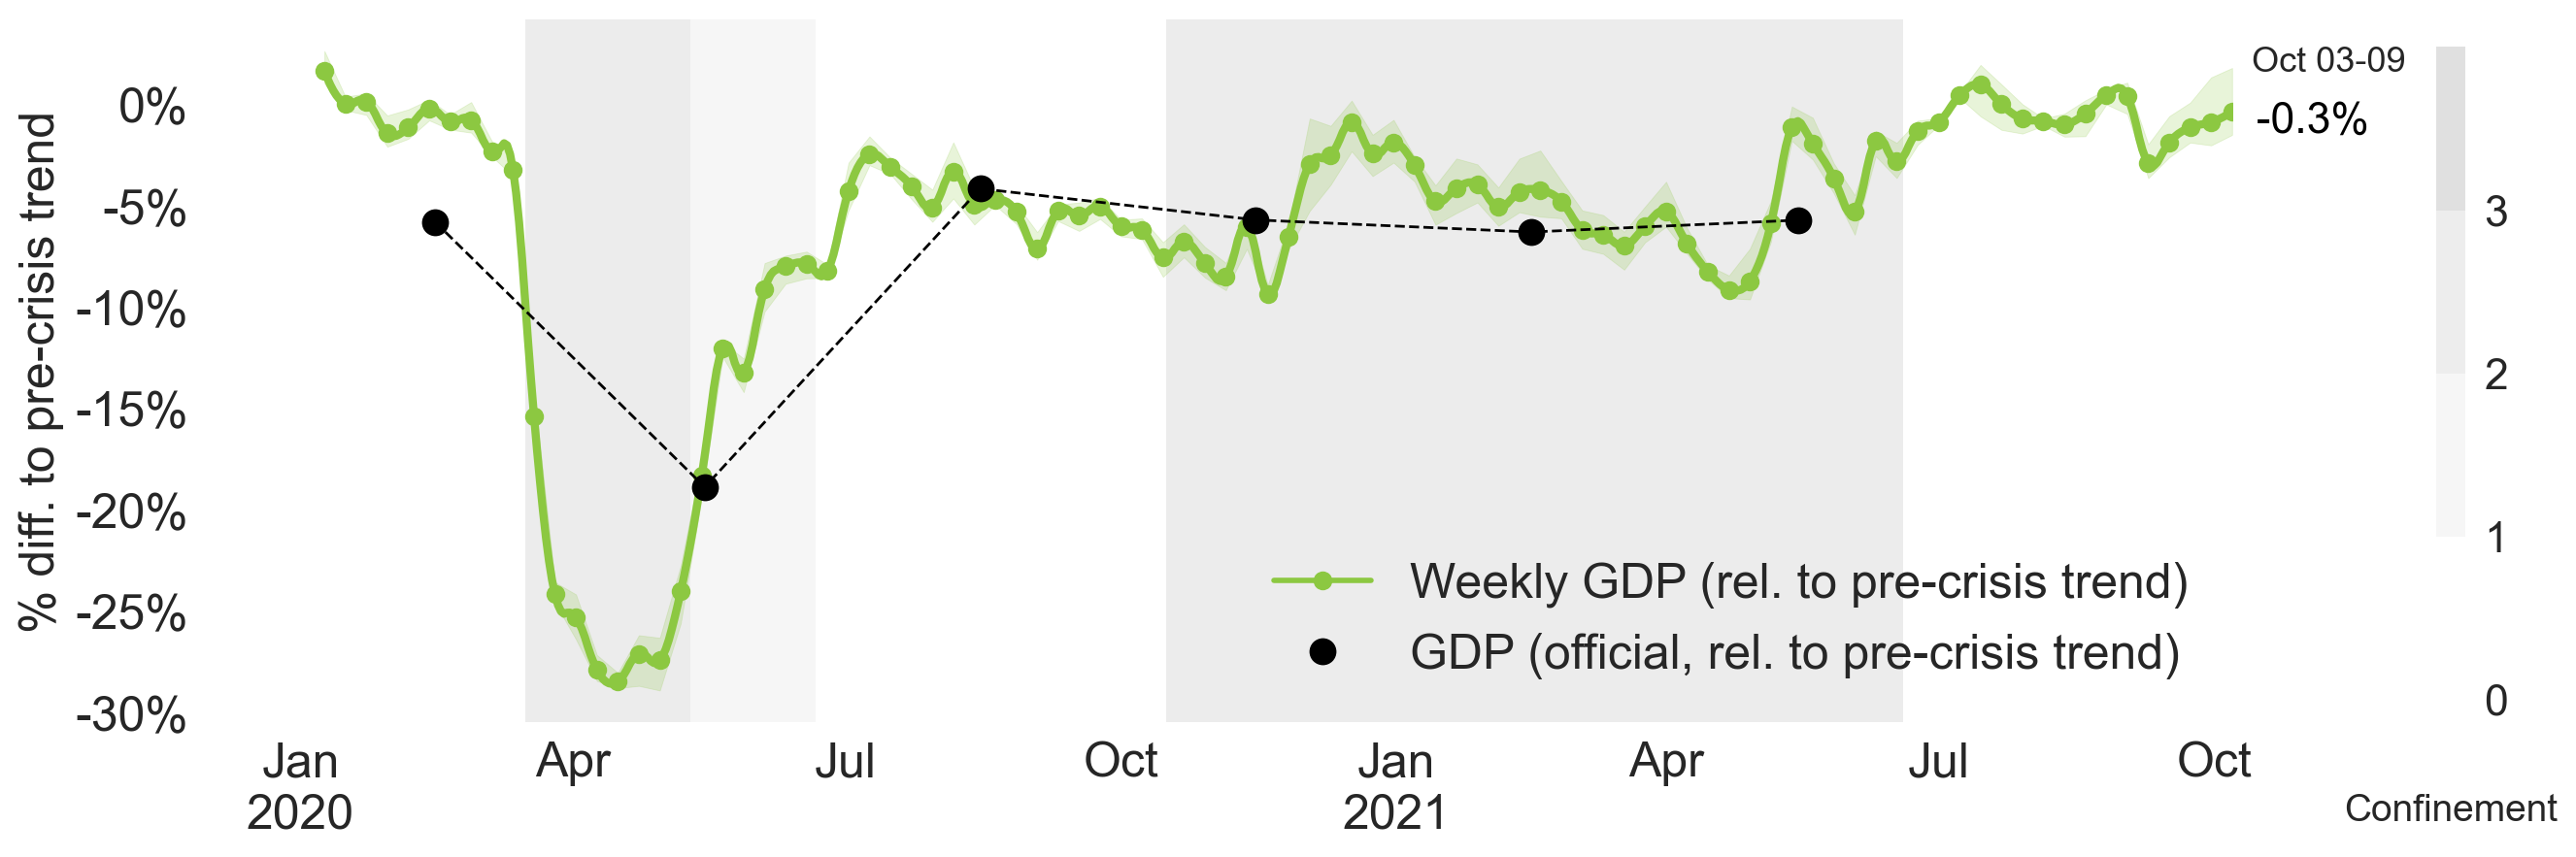 % diff. to pre-crisis trend
0%
-5%
-10%
-15%
-20%
-25%
-30%
Jan
2020
Apr
Jul
Oct
Jan
2021
Apr
Jul
Oct
Oct 03-09
-0.3%
Weekly GDP (rel. to pre-crisis trend)
GDP (official, rel. to pre-crisis trend)
3
2
1
0
Confinement